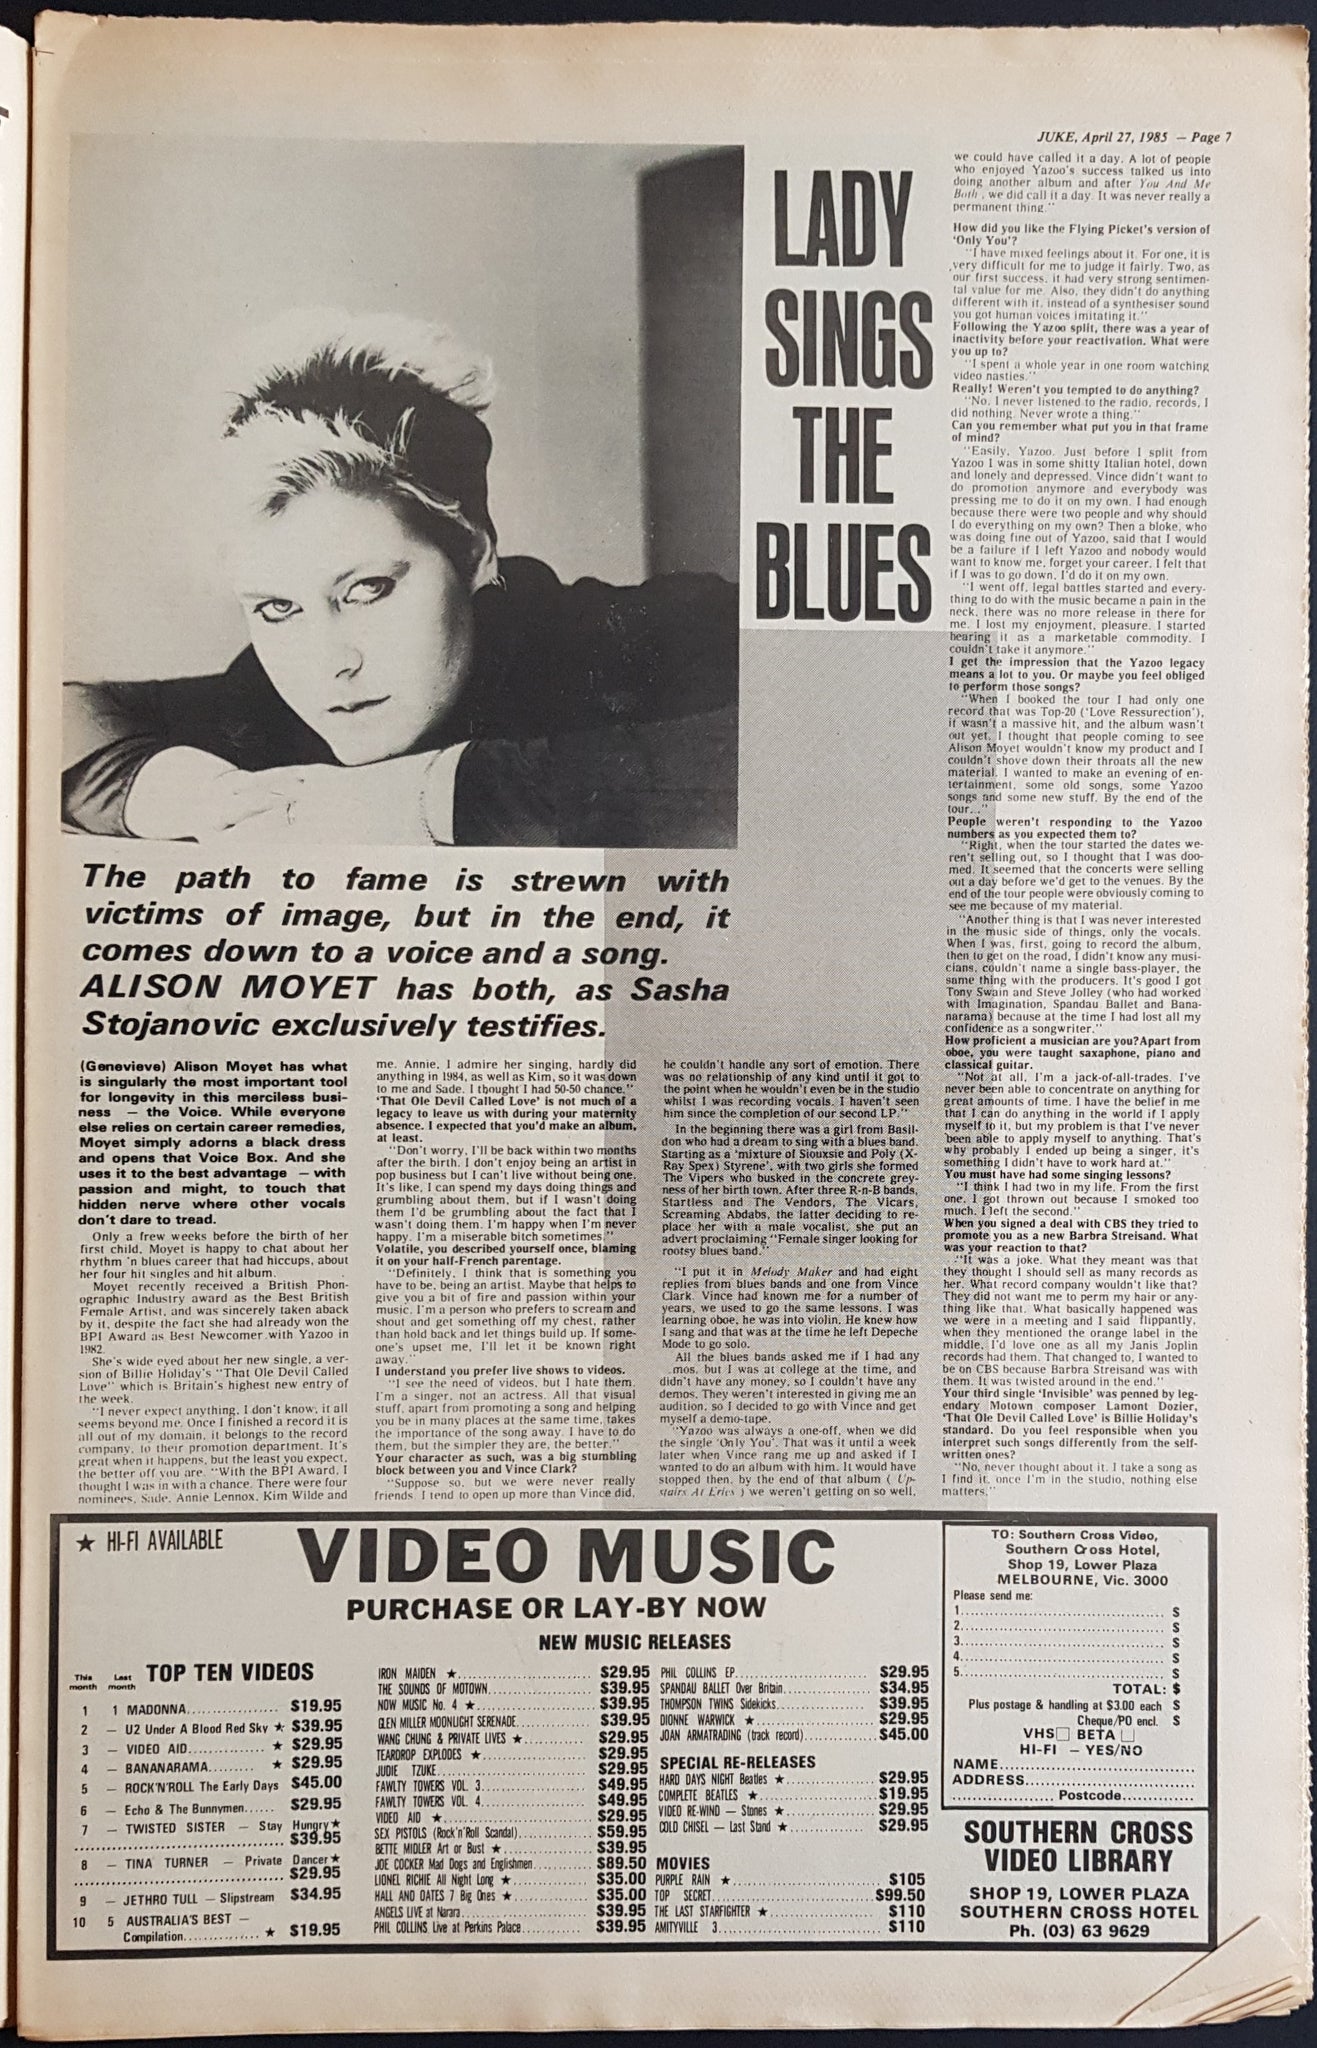 JUKE, April 27, 1985 — Page 7
LADY
SINGS
THE
BLUES
The path to fame is strewn with
victims of image, but in the end, it
comes down to a voice and a song.
ALISON MOYET has both, as Sasha
Stojanovic exclusively testifies.
(Genevieve) Alison Moyet has what
is singularly the most important tool
for longevity in this merciless busi-
ness — the Voice. While everyone
else relies on certain career remedies,
Moyet simply adorns a black dress
and opens that Voice Box. And she
uses it to the best advantage — with
passion and might, to touch that
hidden nerve where other vocals
don't dare to tread.
Only a frew weeks before the birth of her
first child. Moyet is happy to chat about her
rhythm 'n blues career that had hiccups, about
her four hit singles and hit album.
Moyet recently received a British Phon-
ographic Industry award as the Best British
Female Artist, and was sincerely taken aback
by it, despite the fact she had already won the
BPI Award as Best Newcomer with Yazoo in
1982.
She's wide eyed about her new single, a ver-
sion of Billie Holiday's "That Ole Devil Called
Love" which is Britain's highest new entry of
the week.
"I never expect anything, I don't know, it all
seems beyond me. Once I finished a record it is
all out of my domain, it belongs to the record
company, to their promotion department. It's
great when it happens, but the least you expect,
the better off you are. "With the BPI Award, I
thought I was in with a chance. There were four
nominees, Sade, Annie Lennox, Kim Wilde and
me. Annie, I admire her singing, hardly did
anything in 1984, as well as Kim, so it was down
to me and Sade. I thought I had 50-50 chance."
'That Ole Devil Called Love' is not much of a
legacy to leave us with during your maternity
absence. I expected that you'd make an album,
at least.
"Don't worry, I'll be back within two months
after the birth. I don't enjoy being an artist in
pop business but I can't live without being one.
It's like, I can spend my days doing things and
grumbling about them, but if I wasn't doing
them I'd be grumbling about the fact that I
wasn't doing them. I'm happy when I'm never
happy. I'm a miserable bitch sometimes."
Volatile, you described yourself once, blaming
it on your half-French parentage.
"Definitely, I think that is something you
have to be, being an artist. Maybe that helps to
give you a bit of fire and passion within your
music. I'm a person who prefers to scream and
shout and get something off my chest, rather
than hold back and let things build up. If some-
one's upset me, I'll let it be known right
away."
I understand you prefer live shows to videos.
"I see the need of videos, but I hate them.
I'm a singer, not an actress. All that visual
stuff, apart from promoting a song and helping
you be in many places at the same time, takes
the importance of the song away. I have to do
them, but the simpler they are, the better."
Your character as such, was a big stumbling
block between you and Vince Clark?
"Suppose so, but we were never really
friends. I tend to open up more than Vince did,
he couldn't handle any sort of emotion. There
was no relationship of any kind until it got to
the point when he wouldn't even be in the studio
whilst I was recording vocals. I haven't seen
him since the completion of our second LP."
In the beginning there was a girl from Basil-
don who had a dream to sing with a blues band.
Starting as a 'mixture of Siouxsie and Poly (X-
Ray Spex) Styrene', with two girls she formed
The Vipers who busked in the concrete grey-
ness of her birth town. After three R-n-B bands,
Startless and The Vendors, The Vicars,
Screaming Abdabs, the latter deciding to re-
place her with a male vocalist, she put an
advert proclaiming "Female singer looking for
rootsy blues band."
"I put it in Melody Maker and had eight
replies from blues bands and one from Vince
Clark. Vince had known me for a number of
years, we used to go the same lessons. I was
learning oboe, he was into violin. He knew how
I sang and that was at the time he left Depeche
Mode to go solo.
All the blues bands asked me if I had any
demos, but I was at college at the time, and
didn't have any money, so I couldn't have any
demos. They weren't interested in giving me an
audition, so I decided to go with Vince and get
myself a demo-tape.
"Yazoo was always a one-off, when we did
the single 'Only You'. That was it until a week
later when Vince rang me up and asked if I
wanted to do an album with him. It would have
stopped then, by the end of that album ( Up-
stairs At Erics ) we weren't getting on so well,
we could have called it a day. A lot of people
who enjoyed Yazoo's success talked us into
doing another album and after You And Me
Both , we did call it a day. It was never really a
permanent thing."
How did you like the Flying Picket's version of
'Only You'?
"I have mixed feelings about it. For one, it is
very difficult for me to judge it fairly. Two, as
our first success, it had very strong sentimen-
tal value for me. Also, they didn't do anything
different with it, instead of a synthesiser sound
you got human voices imitating it."
Following the Yazoo split, there was a year of
inactivity before your reactivation. What were
you up to?
"I spent a whole year in one room watching
video nasties."
Really! Weren't you tempted to do anything?
"No, I never listened to the radio, records, I
did nothing. Never wrote a thing."
Can you remember what put you in that frame
of mind?
"Easily, Yazoo. Just before I split from
Yazoo I was in some shitty Italian hotel, down
and lonely and depressed. Vince didn't want to
do promotion anymore and everybody was
pressing me to do it on my own. I had enough
because there were two people and why should
I do everything on my own? Then a bloke, who
was doing fine out of Yazoo, said that I would
be a failure if I left Yazoo and nobody would
want to know me, forget your career. I felt that
if I was to go down, I'd do it on my own.
"I went off, legal battles started and every-
thing to do with the music became a pain in the
neck, there was no more release in there for
me. I lost my enjoyment, pleasure. I started
hearing it as a marketable commodity. I
couldn't take it anymore."
I get the impression that the Yazoo legacy
means a lot to you. Or maybe you feel obliged
to perform those songs?
"When I booked the tour I had only one
record that was Top-20 ('Love Ressurection'),
it wasn't a massive hit, and the album wasn't
out yet. I thought that people coming to see
Alison Moyet wouldn't know my product and I
couldn't shove down their throats all the new
material. I wanted to make an evening of en-
tertainment, some old songs, some Yazoo
songs and some new stuff. By the end of the
tour..."
People weren't responding to the Yazoo
numbers as you expected them to?
"Right, when the tour started the dates we-
ren't selling out, so I thought that I was doo-
med. It seemed that the concerts were selling
out a day before we'd get to the venues. By the
end of the tour people were obviously coming to
see me because of my material.
"Another thing is that I was never interested
in the music side of things, only the vocals.
When I was, first, going to record the album,
then to get on the road, I didn't know any musi-
cians, couldn't name a single bass-player, the
same thing with the producers. It's good I got
Tony Swain and Steve Jolley (who had worked
with Imagination, Spandau Ballet and Bana-
narama) because at the time I had lost all my
confidence as a songwriter."
How proficient a musician are you?Apart from
oboe, you were taught saxaphone, piano and
classical guitar.
"Not at all, I'm a jack-of-all-trades. I've
never been able to concentrate on anything for
great amounts of time. I have the belief in me
that I can do anything in the world if I apply
myself to it, but my problem is that I've never
been able to apply myself to anything. That's
why probably I ended up being a singer, it's
something I didn't have to work hard at."
You must have had some singing lessons?
"I think I had two in my life. From the first
one, I got thrown out because I smoked too
much. I left the second."
When you signed a deal with CBS they tried to
promote you as a new Barbra Streisand. What
was your reaction to that?
"It was a joke. What they meant was that
they thought I should sell as many records as
her. What record company wouldn't like that?
They did not want me to perm my hair or any-
thing like that. What basically happened was
we were in a meeting and I said flippantly,
when they mentioned the orange label in the
middle, I'd love one as all my Janis Joplin
records had them. That changed to, I wanted to
be on CBS because Barbra Streisand was with
them. It was twisted around in the end."
Your third single 'Invisible' was penned by leg-
endary Motown composer Lamont Dozier,
'That Ole Devil Called Love' is Billie Holiday's
standard. Do you feel responsible when you
interpret such songs differently from the self-
written ones?
"No, never thought about it. I take a song as
I find it, once I'm in the studio, nothing else
matters."
★ HI-FI AVAILABLE
VIDEO MUSIC
PURCHASE OR LAY-BY NOW
NEW MUSIC RELEASES
This month Last month TOP TEN VIDEOS
1 1 MADONNA................ $19.95
2 — U2 Under A Blood Red Sky ★ $39.95
3 — VIDEO AID............. ★ $29.95
4 — BANANARAMA......... ★ $29.95
5 — ROCK'N'ROLL The Early Days $45.00
6 — Echo & The Bunnymen...... $29.95
7 — TWISTED SISTER — Stay Hungry ★
$39.95
8 — TINA TURNER — Private Dancer ★
$29.95
9 — JETHRO TULL — Slipstream $34.95
10 5 AUSTRALIA'S BEST —
Compilation............... ★ $19.95
IRON MAIDEN ★ $29.95
THE SOUNDS OF MOTOWN $39.95
NOW MUSIC No. 4 ★ $39.95
GLEN MILLER MOONLIGHT SERENADE $39.95
WANG CHUNG & PRIVATE LIVES ★ $29.95
TEARDROP EXPLODES ★ $29.95
JUDIE TZUKE $29.95
FAWLTY TOWERS VOL. 3 $49.95
FAWLTY TOWERS VOL. 4 $49.95
VIDEO AID ★ $29.95
SEX PISTOLS (Rock'n'Roll Scandal) $59.95
BETTE MIDLER Art or Bust ★ $39.95
JOE COCKER Mad Dogs and Englishmen $89.50
LIONEL RICHIE All Night Long ★ $35.00
HALL AND OATES 7 Big Ones ★ $35.00
ANGELS LIVE at Narara $39.95
PHIL COLLINS Live at Perkins Palace $39.95
PHIL COLLINS EP $29.95
SPANDAU BALLET Over Britain $34.95
THOMPSON TWINS Sidekicks $39.95
DIONNE WARWICK ★ $29.95
JOAN ARMATRADING (track record) $45.00
SPECIAL RE-RELEASES
HARD DAYS NIGHT Beatles ★ $29.95
COMPLETE BEATLES ★ $19.95
VIDEO RE-WIND — Stones ★ $29.95
COLD CHISEL — Last Stand ★ $29.95
MOVIES
PURPLE RAIN ★ $105
TOP SECRET $99.50
THE LAST STARFIGHTER ★ $110
AMITYVILLE 3 $110
TO: Southern Cross Video,
Southern Cross Hotel,
Shop 19, Lower Plaza
MELBOURNE, Vic. 3000
Please send me:
1. $
2. $
3. $
4. $
5. $
TOTAL: $
Plus postage & handling at $3.00 each $
Cheque/PO encl. $
VHS BETA
HI-FI — YES/NO
NAME
ADDRESS
Postcode
SOUTHERN CROSS
VIDEO LIBRARY
SHOP 19, LOWER PLAZA
SOUTHERN CROSS HOTEL
Ph. (03) 63 9629